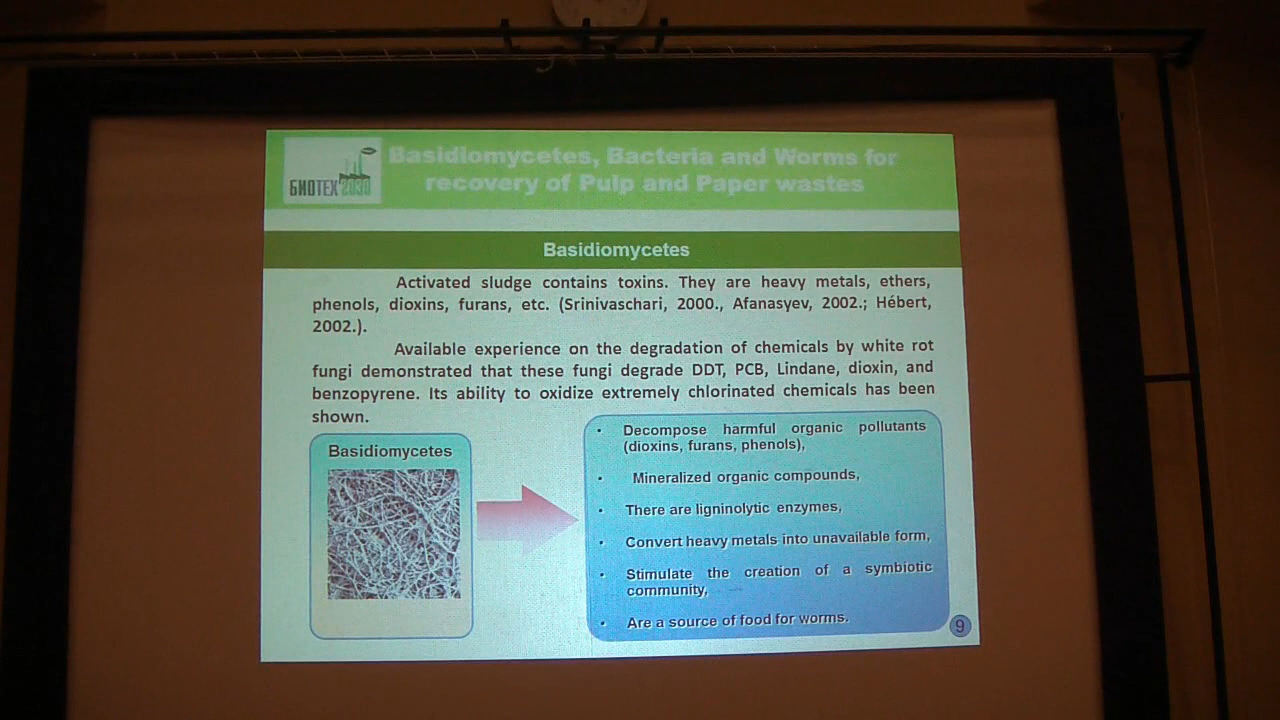 БИОТЕХ 2030
Basidiomycetes, Bacteria and Worms for
recovery of Pulp and Paper wastes
Basidiomycetes
Activated sludge contains toxins. They are heavy metals, ethers,
phenols, dioxins, furans, etc. (Srinivaschari, 2000., Afanasyev, 2002.; Hébert,
2002.).
Available experience on the degradation of chemicals by white rot
fungi demonstrated that these fungi degrade DDT, PCB, Lindane, dioxin, and
benzopyrene. Its ability to oxidize extremely chlorinated chemicals has been
shown.
Basidiomycetes
• Decompose harmful organic pollutants
(dioxins, furans, phenols),
• Mineralized organic compounds,
• There are ligninolytic enzymes,
• Convert heavy metals into unavailable form,
• Stimulate the creation of a symbiotic
community,
• Are a source of food for worms.
9